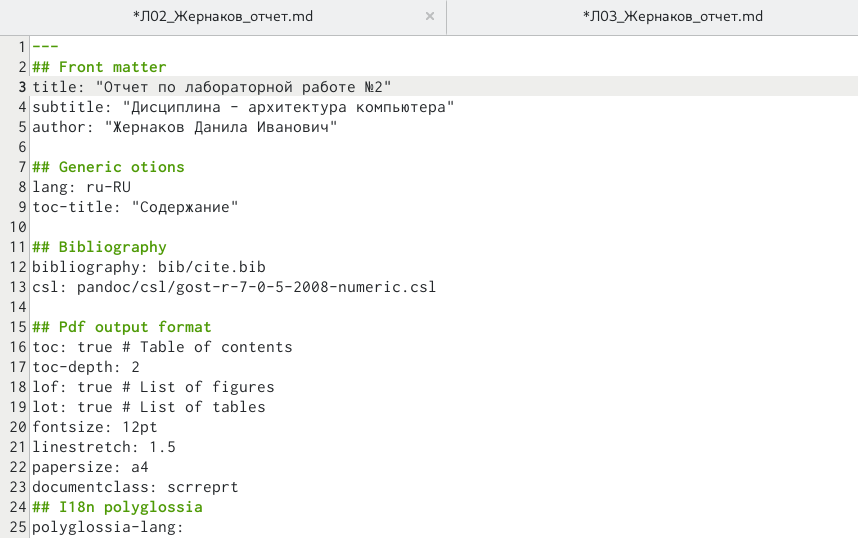 *Л02_Жернаков_отчет.md × *Л03_Жернаков_отчет.md
1 ---
2 ## Front matter
3 title: "Отчет по лабораторной работе №2"
4 subtitle: "Дисциплина - архитектура компьютера"
5 author: "Жернаков Данила Иванович"
6
7 ## Generic otions
8 lang: ru-RU
9 toc-title: "Содержание"
10
11 ## Bibliography
12 bibliography: bib/cite.bib
13 csl: pandoc/csl/gost-r-7-0-5-2008-numeric.csl
14
15 ## Pdf output format
16 toc: true # Table of contents
17 toc-depth: 2
18 lof: true # List of figures
19 lot: true # List of tables
20 fontsize: 12pt
21 linestretch: 1.5
22 papersize: a4
23 documentclass: scrreprt
24 ## I18n polyglossia
25 polyglossia-lang: